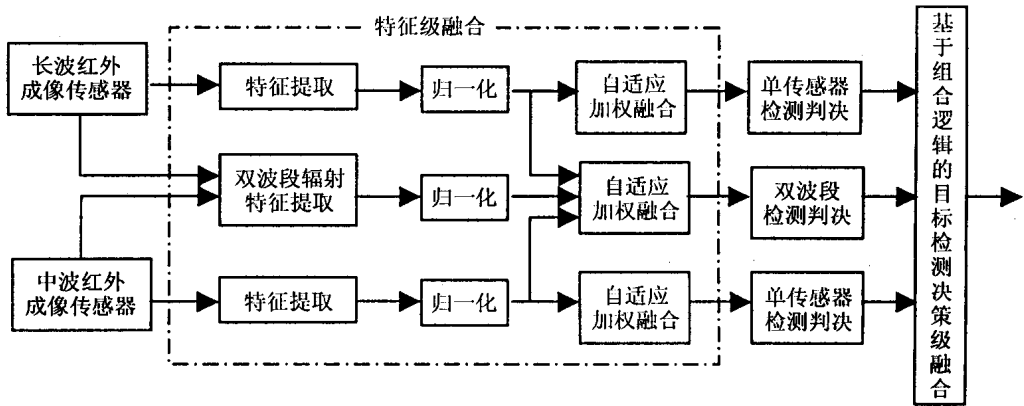 特征级融合
长波红外
成像传感器
特征提取
归一化
自适应
加权融合
单传感器
检测判决
双波段辐射
特征提取
归一化
自适应
加权融合
双波段
检测判决
中波红外
成像传感器
特征提取
归一化
自适应
加权融合
单传感器
检测判决
基于组合逻辑的目标检测决策级融合